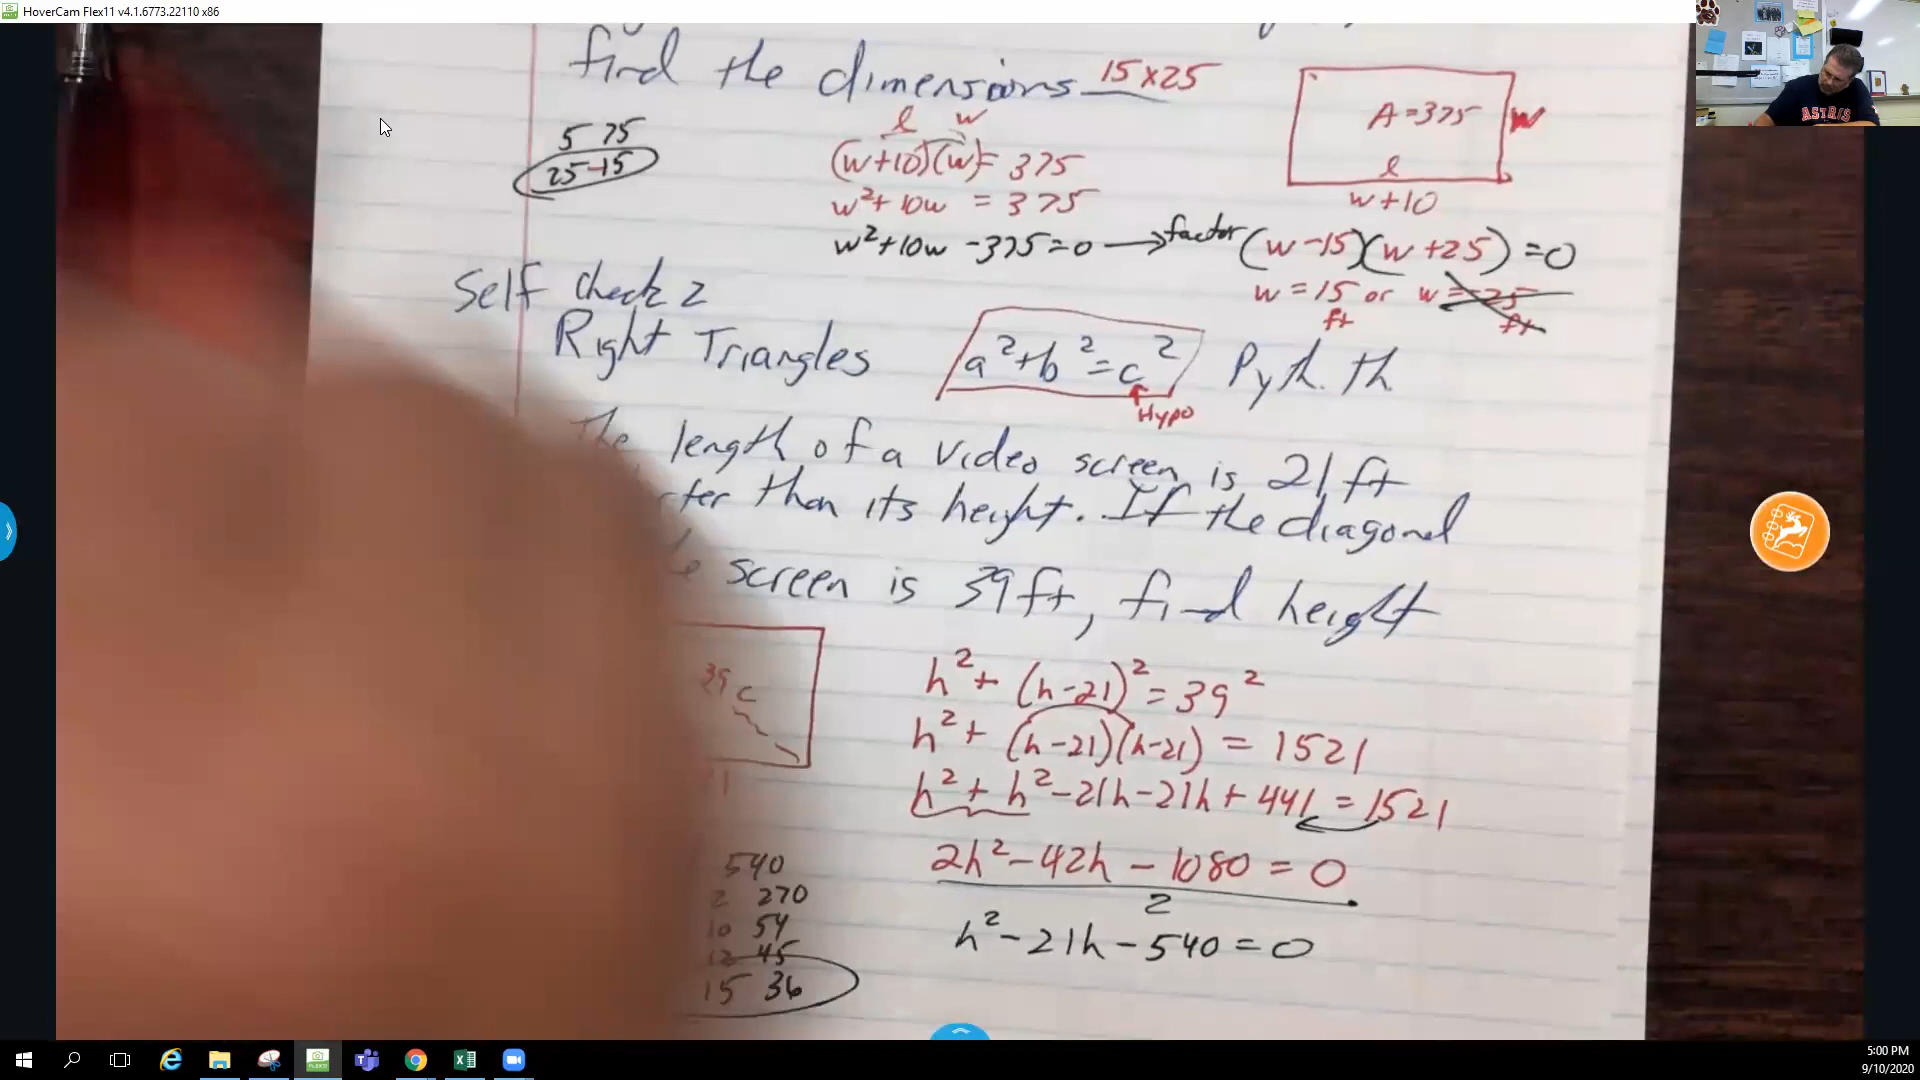 HoverCam Flex11 v4.1.6773.22110 x86
find the dimensions 15x25
A=375 w
l
w+10
5 75
25-15
l w
(w+10)(w)= 375
w²+10w = 375
w²+10w -375=0 → factor (w-15)(w+25)=0
w=15 or w=-25
ft ft
Self Check 2
Right Triangles a²+b²=c² Pyth. th
Hypo
The length of a video screen is 21ft
than its height. If the diagonal
screen is 39ft, find height
39 c
h²+(h-21)²=39²
h²+(h-21)(h-21) = 1521
h²+h²-21h-21h+441=1521
2h²-42h-1080=0
2
h²-21h-540=0
540
2 270
10 54
12 45
15 36
ASTROS
5:00 PM
9/10/2020